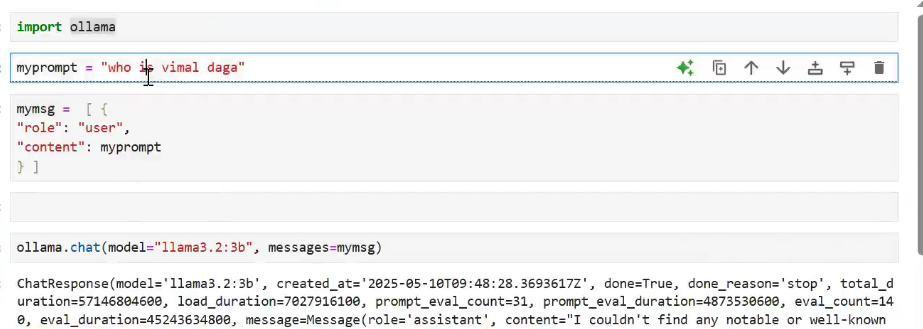 import ollama
myprompt = "who is vimal daga"
mymsg =  [ {
"role": "user",
"content": myprompt
} ]
ollama.chat(model="llama3.2:3b", messages=mymsg)
ChatResponse(model='llama3.2:3b', created_at='2025-05-10T09:48:28.3693617Z', done=True, done_reason='stop', total_d
uration=57146804600, load_duration=7027916100, prompt_eval_count=31, prompt_eval_duration=4873530600, eval_count=14
0, eval_duration=45243634800, message=Message(role='assistant', content="I couldn't find any notable or well-known